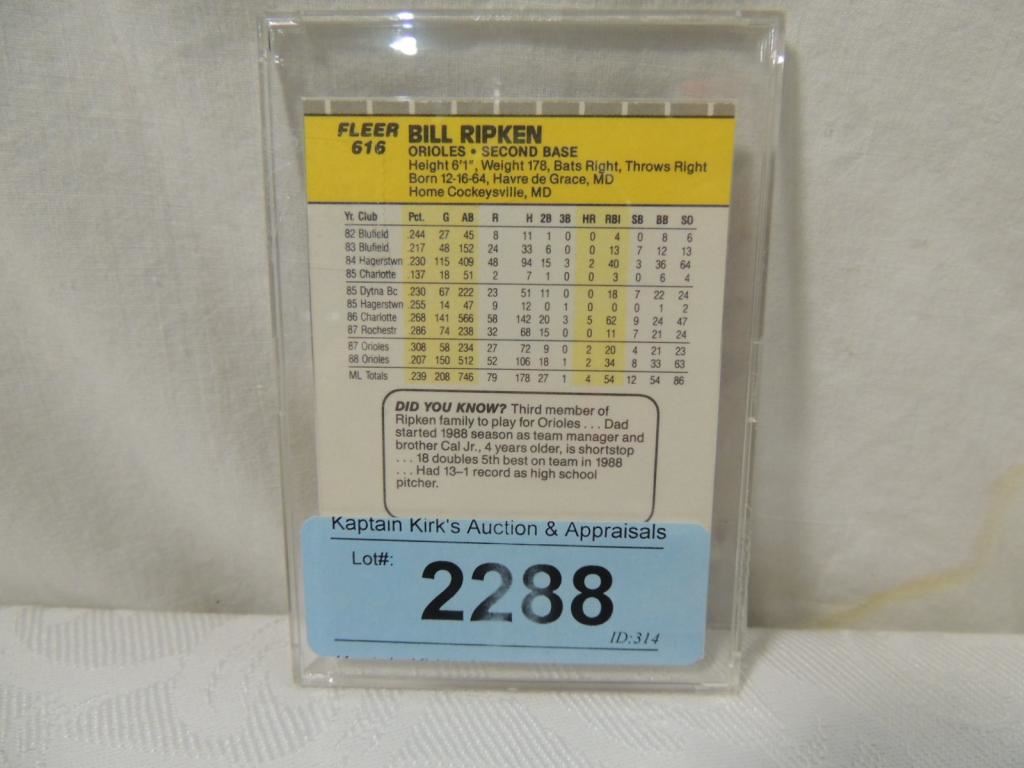 FLEER 616
BILL RIPKEN
ORIOLES • SECOND BASE
Height 6'1", Weight 178, Bats Right, Throws Right
Born 12-16-64, Havre de Grace, MD
Home Cockeysville, MD
Yr. Club Pct. G AB R H 2B 3B HR RBI SB BB SO
82 Blufield .244 27 45 8 11 1 0 0 4 0 8 6
83 Blufield .217 48 152 24 33 6 0 0 13 7 12 13
84 Hagerstwn .230 115 409 48 94 15 3 2 40 3 36 64
85 Charlotte .137 18 51 2 7 1 0 0 3 0 6 4
85 Dytna Bc .230 67 222 23 51 11 0 0 18 7 22 24
85 Hagerstwn .255 14 47 9 12 0 1 0 0 0 1 2
86 Charlotte .268 141 566 58 142 20 3 5 62 9 24 47
87 Rochestr .286 74 238 32 68 15 0 0 11 7 21 24
87 Orioles .308 58 234 27 72 9 0 2 20 4 21 23
88 Orioles .207 150 512 52 106 18 1 2 34 8 33 63
ML Totals .239 208 746 79 178 27 1 4 54 12 54 86
DID YOU KNOW? Third member of
Ripken family to play for Orioles . . . Dad
started 1988 season as team manager and
brother Cal Jr., 4 years older, is shortstop
. . . 18 doubles 5th best on team in 1988
. . . Had 13–1 record as high school
pitcher.
Kaptain Kirk's Auction & Appraisals
Lot#:
2288
ID:314